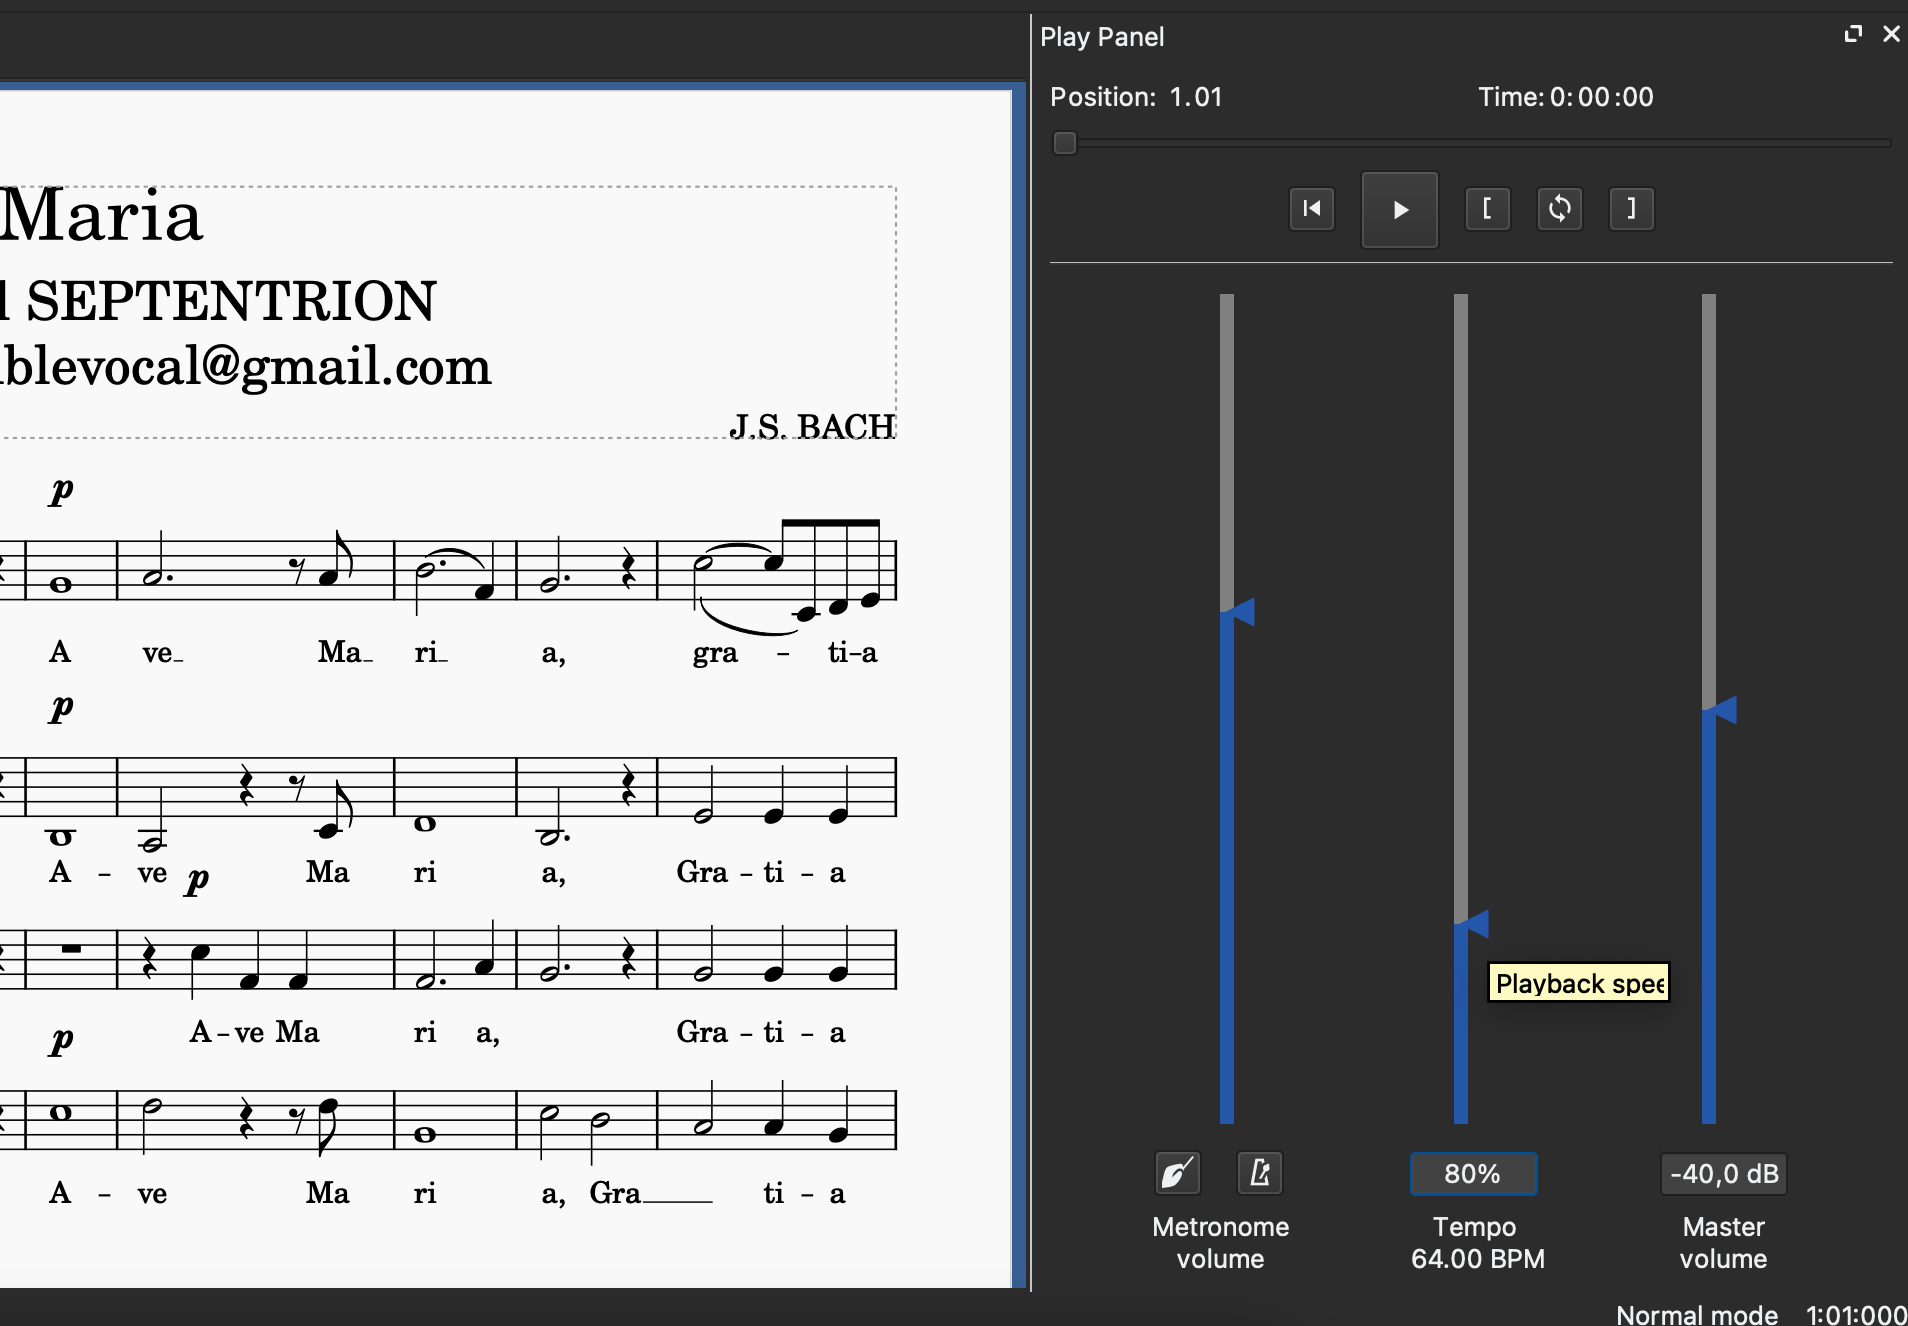 Play Panel
Position: 1.01
Time: 0:00:00
Maria
SEPTENTRION
blevocal@gmail.com
J.S. BACH
p
A ve_ Ma_ ri_ a, gra - ti-a
p
A - ve Ma ri a, Gra - ti - a
p
A-ve Ma ri a, Gra - ti - a
p
A - ve Ma ri a, Gra___ ti - a
[
]
Playback spee
80%
-40,0 dB
Metronome
volume
Tempo
64.00 BPM
Master
volume
Normal mode 1:01:000